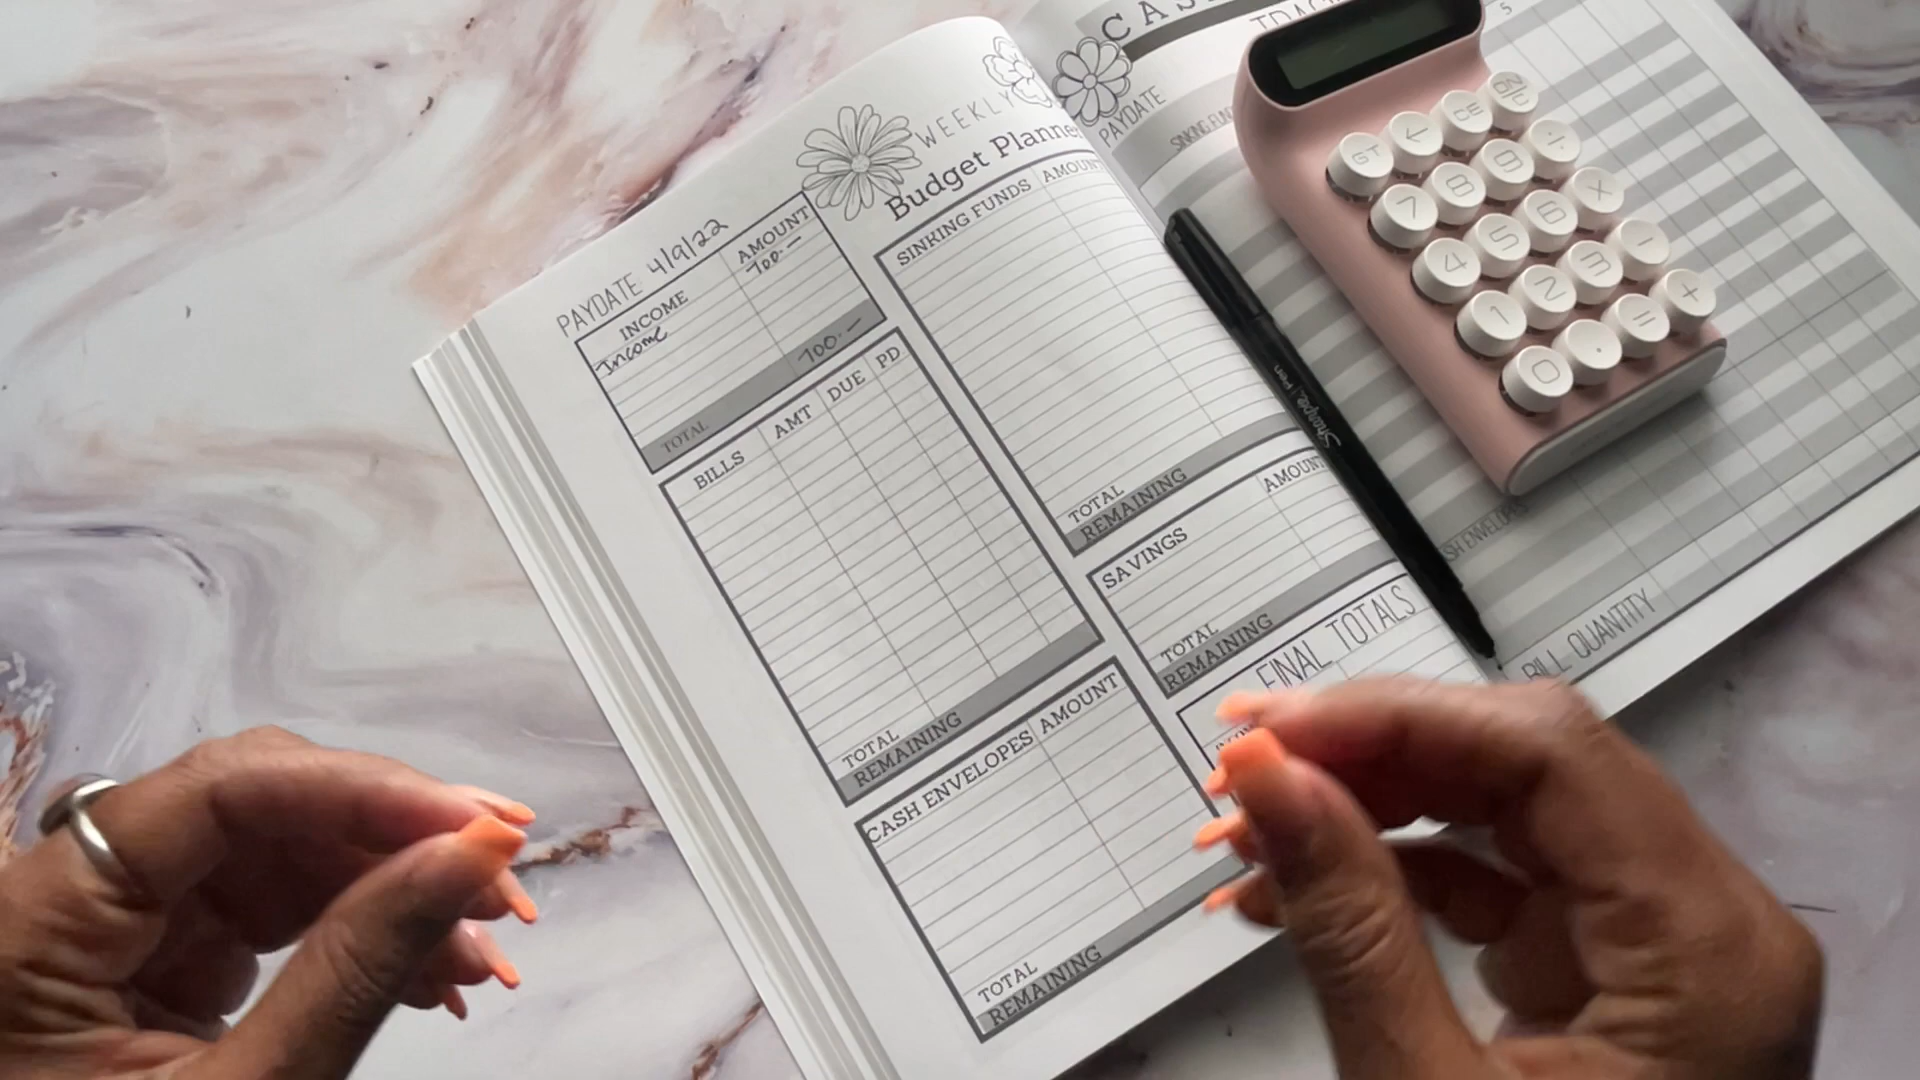 WEEKLY
Budget Planner
PAYDATE 4/9/22
INCOME AMOUNT
Income 700.—
TOTAL 700.—
BILLS AMT DUE PD
TOTAL
REMAINING
CASH ENVELOPES AMOUNT
TOTAL
REMAINING
SINKING FUNDS AMOUNT
TOTAL
REMAINING
SAVINGS AMOUNT
TOTAL
REMAINING
FINAL TOTALS
PAYDATE
BILL QUANTITY
Sharpie. Pen
GT ← CE ON/C
7 8 9 ÷
4 5 6 X
1 2 3 −
0 . = +